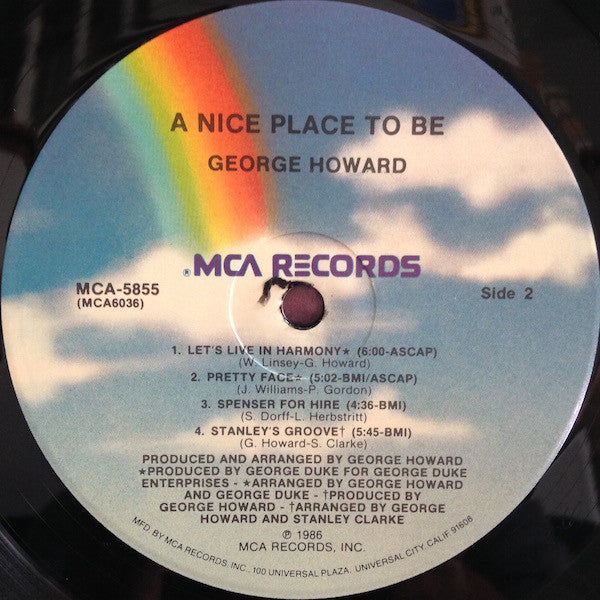 A NICE PLACE TO BE
GEORGE HOWARD
® MCA RECORDS
MCA-5855
(MCA6036)
Side 2
1. LET'S LIVE IN HARMONY★ (6:00-ASCAP)
(W. Linsey-G. Howard)
2. PRETTY FACE☆ (5:02-BMI/ASCAP)
(J. Williams-P. Gordon)
3. SPENSER FOR HIRE (4:36-BMI)
(S. Dorff-L. Herbstritt)
4. STANLEY'S GROOVE† (5:45-BMI)
(G. Howard-S. Clarke)
PRODUCED AND ARRANGED BY GEORGE HOWARD
★PRODUCED BY GEORGE DUKE FOR GEORGE DUKE
ENTERPRISES - ★ARRANGED BY GEORGE HOWARD
AND GEORGE DUKE - †PRODUCED BY
GEORGE HOWARD - †ARRANGED BY GEORGE
HOWARD AND STANLEY CLARKE
℗ 1986
MCA RECORDS, INC.
MFD. BY MCA RECORDS, INC., 100 UNIVERSAL PLAZA, UNIVERSAL CITY, CALIF. 91608